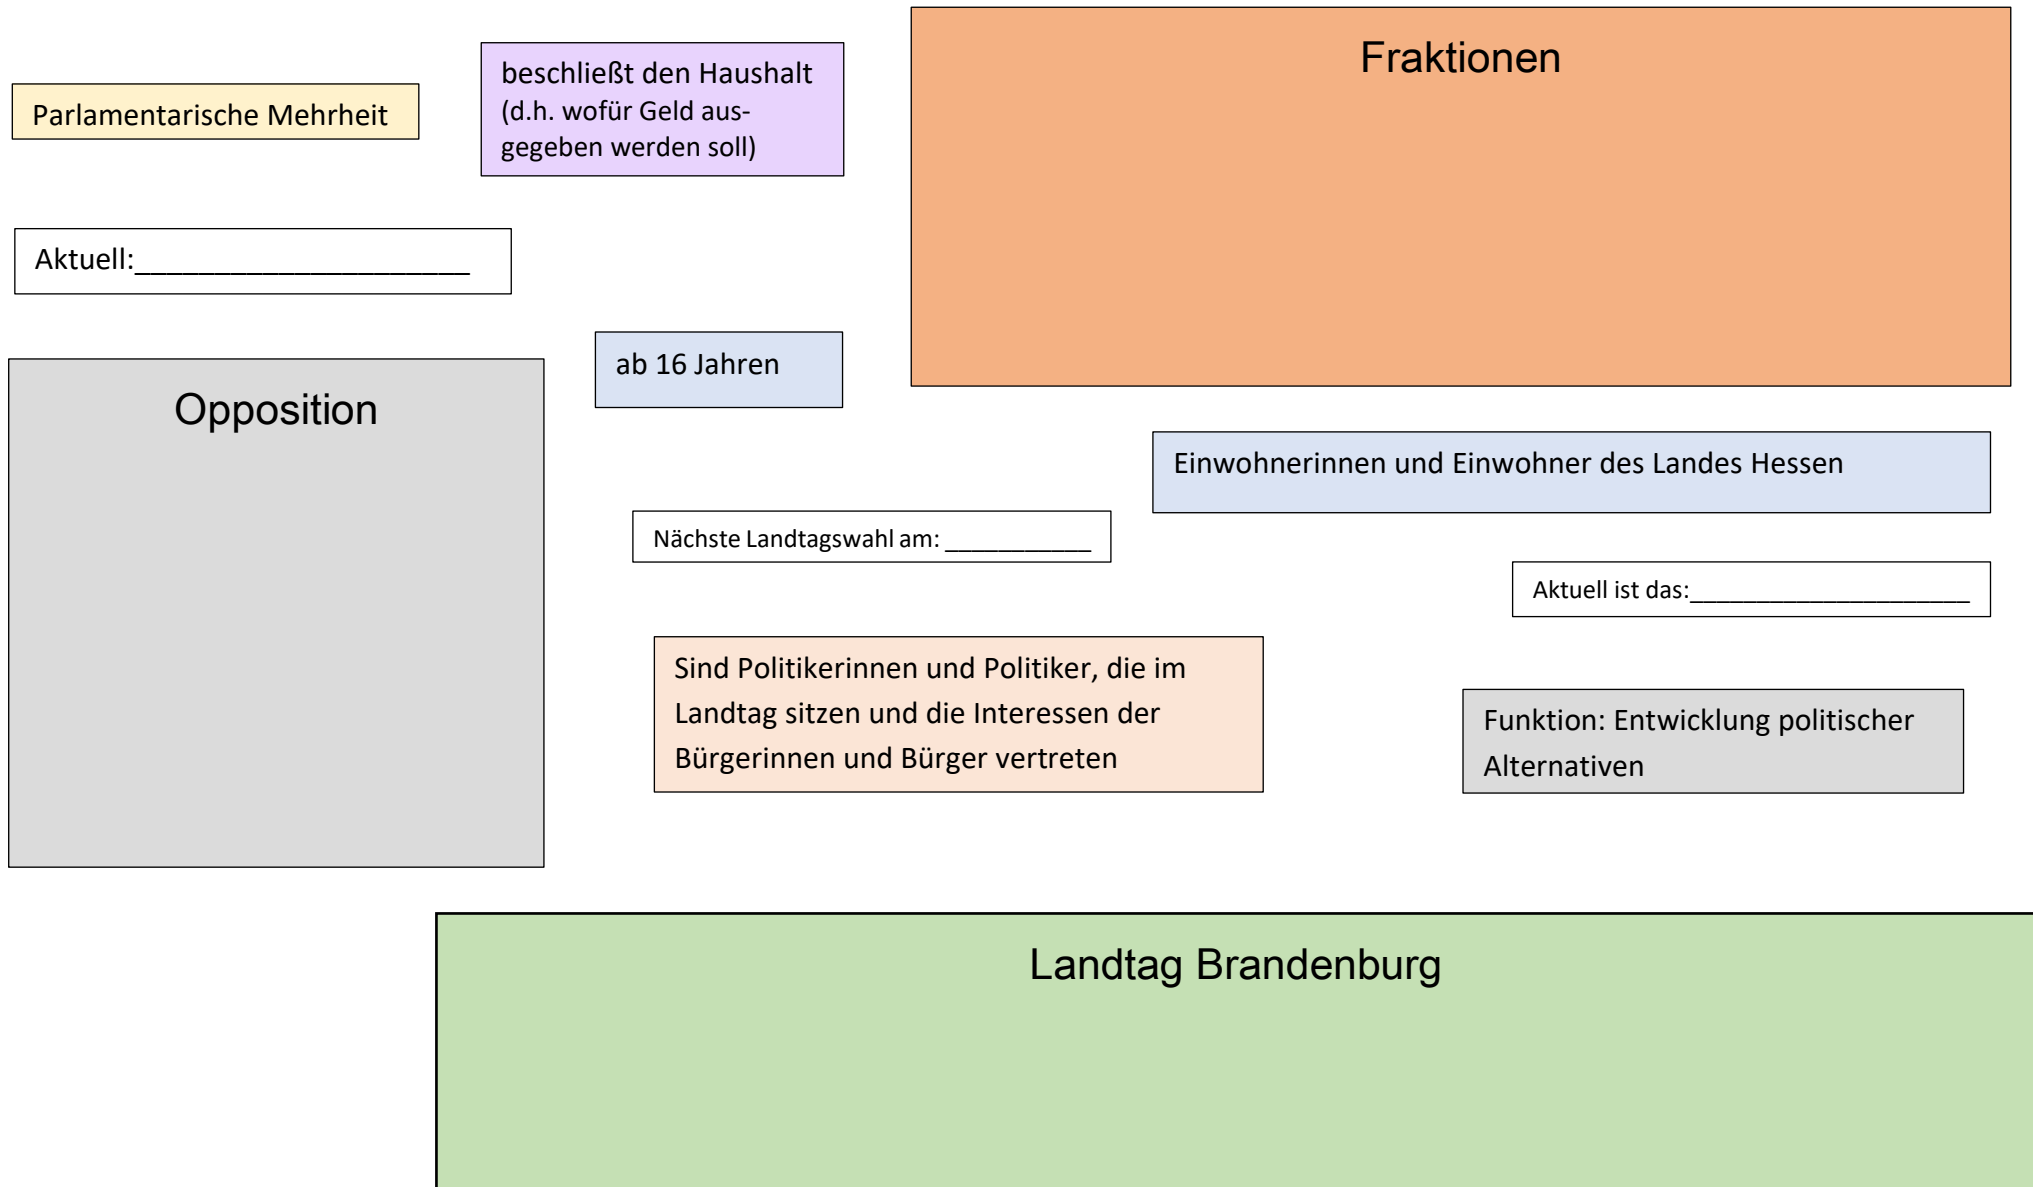 Fraktionen
beschließt den Haushalt
(d.h. wofür Geld aus-
gegeben werden soll)
Parlamentarische Mehrheit
Aktuell:_____________________
ab 16 Jahren
Opposition
Einwohnerinnen und Einwohner des Landes Hessen
Nächste Landtagswahl am: ___________
Aktuell ist das:_____________________
Sind Politikerinnen und Politiker, die im
Landtag sitzen und die Interessen der
Bürgerinnen und Bürger vertreten
Funktion: Entwicklung politischer
Alternativen
Landtag Brandenburg